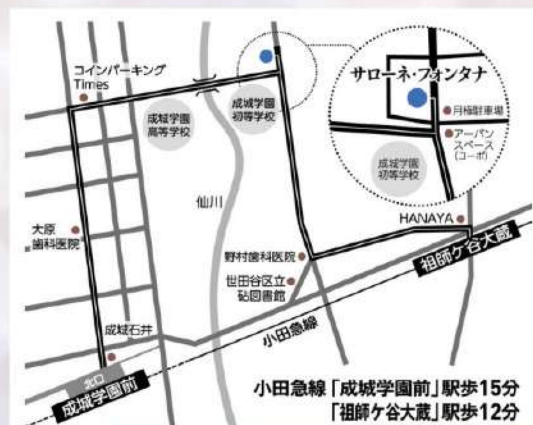 コインパーキング
Times
成城学園
高等学校
成城学園
初等学校
サローネ・フォンタナ
月極駐車場
アーバン
スペース
(コーポ)
成城学園
初等学校
仙川
大原
歯科医院
HANAYA
野村歯科医院
世田谷区立
砧図書館
祖師ケ谷大蔵
成城石井
小田急線
北口
成城学園前
小田急線「成城学園前」駅歩15分
「祖師ケ谷大蔵」駅歩12分